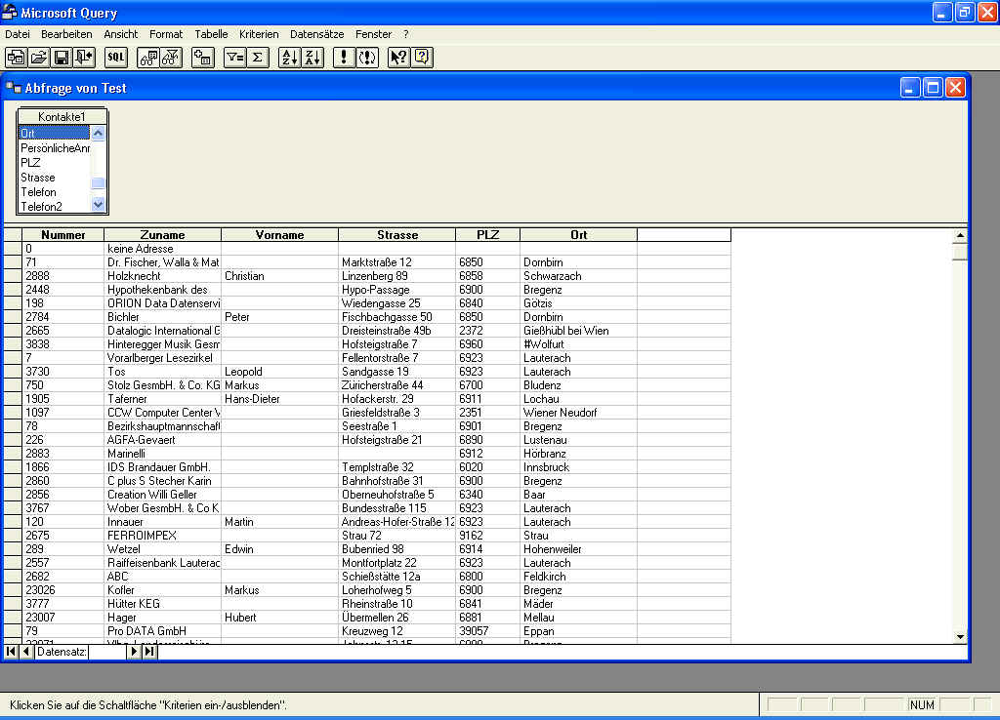 Microsoft Query
Datei Bearbeiten Ansicht Format Tabelle Kriterien Datensätze Fenster ?
SQL
Abfrage von Test
Kontakte1
Ort
PersönlicheAnr
PLZ
Strasse
Telefon
Telefon2
Nummer Zuname Vorname Strasse PLZ Ort
0 keine Adresse
71 Dr. Fischer, Walla & Mat Marktstraße 12 6850 Dornbirn
2888 Holzknecht Christian Linzenberg 89 6858 Schwarzach
2448 Hypothekenbank des Hypo-Passage 6900 Bregenz
198 ORION Data Datenservi Wiedengasse 25 6840 Götzis
2784 Bichler Peter Fischbachgasse 50 6850 Dornbirn
2665 Datalogic International G Dreisteinstraße 49b 2372 Gießhübl bei Wien
3838 Hinteregger Musik Gesm Hofsteigstraße 7 6960 #Wolfurt
7 Vorarlberger Lesezirkel Fellentorstraße 7 6923 Lauterach
3730 Tos Leopold Sandgasse 19 6923 Lauterach
750 Stolz GesmbH. & Co. KG Markus Züricherstraße 44 6700 Bludenz
1905 Taferner Hans-Dieter Hofackerstr. 29 6911 Lochau
1097 CCW Computer Center V Griesfeldstraße 3 2351 Wiener Neudorf
78 Bezirkshauptmannschaft Seestraße 1 6901 Bregenz
226 AGFA-Gevaert Hofsteigstraße 21 6890 Lustenau
2883 Marinelli 6912 Hörbranz
1866 IDS Brandauer GmbH. Templstraße 32 6020 Innsbruck
2860 C plus S Stecher Karin Bahnhofstraße 31 6900 Bregenz
2856 Creation Willi Geller Oberneuhofstraße 5 6340 Baar
3767 Wober GesmbH. & Co K Bundesstraße 115 6923 Lauterach
120 Innauer Martin Andreas-Hofer-Straße 12 6923 Lauterach
2675 FERROIMPEX Strau 72 9162 Strau
289 Wetzel Edwin Bubenried 98 6914 Hohenweiler
2557 Raiffeisenbank Lauterac Montfortplatz 22 6923 Lauterach
2682 ABC Schießstätte 12a 6800 Feldkirch
23026 Kofler Markus Loherhofweg 5 6900 Bregenz
3777 Hütter KEG Rheinstraße 10 6841 Mäder
23007 Hager Hubert Übermellen 26 6881 Mellau
79 Pro DATA GmbH Kreuzweg 12 39057 Eppan
Datensatz:
Klicken Sie auf die Schaltfläche "Kriterien ein-/ausblenden". NUM